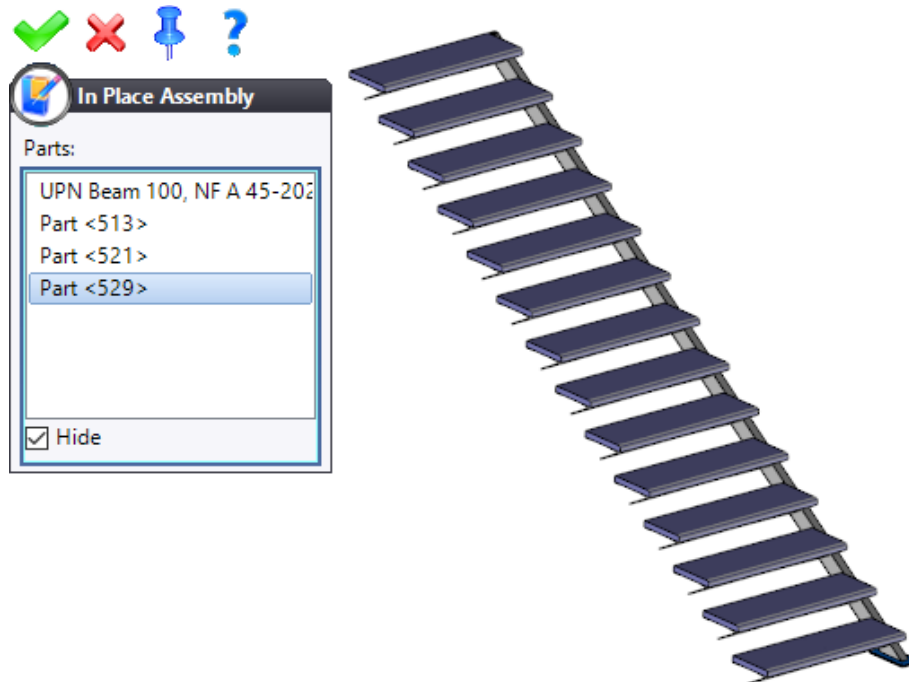 In Place Assembly
Parts:
UPN Beam 100, NF A 45-202
Part <513>
Part <521>
Part <529>
Hide